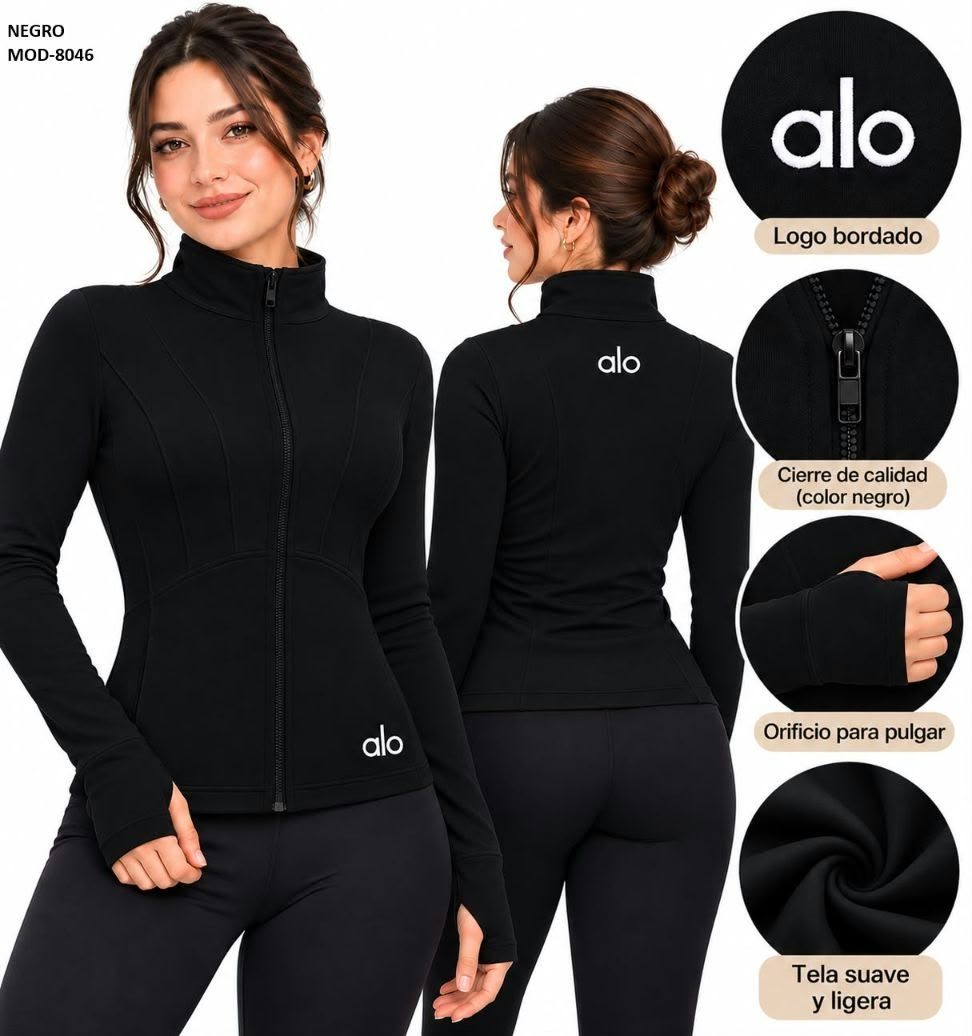 NEGRO
MOD-8046
alo
Logo bordado
alo
Cierre de calidad
(color negro)
Orificio para pulgar
alo
Tela suave
y ligera